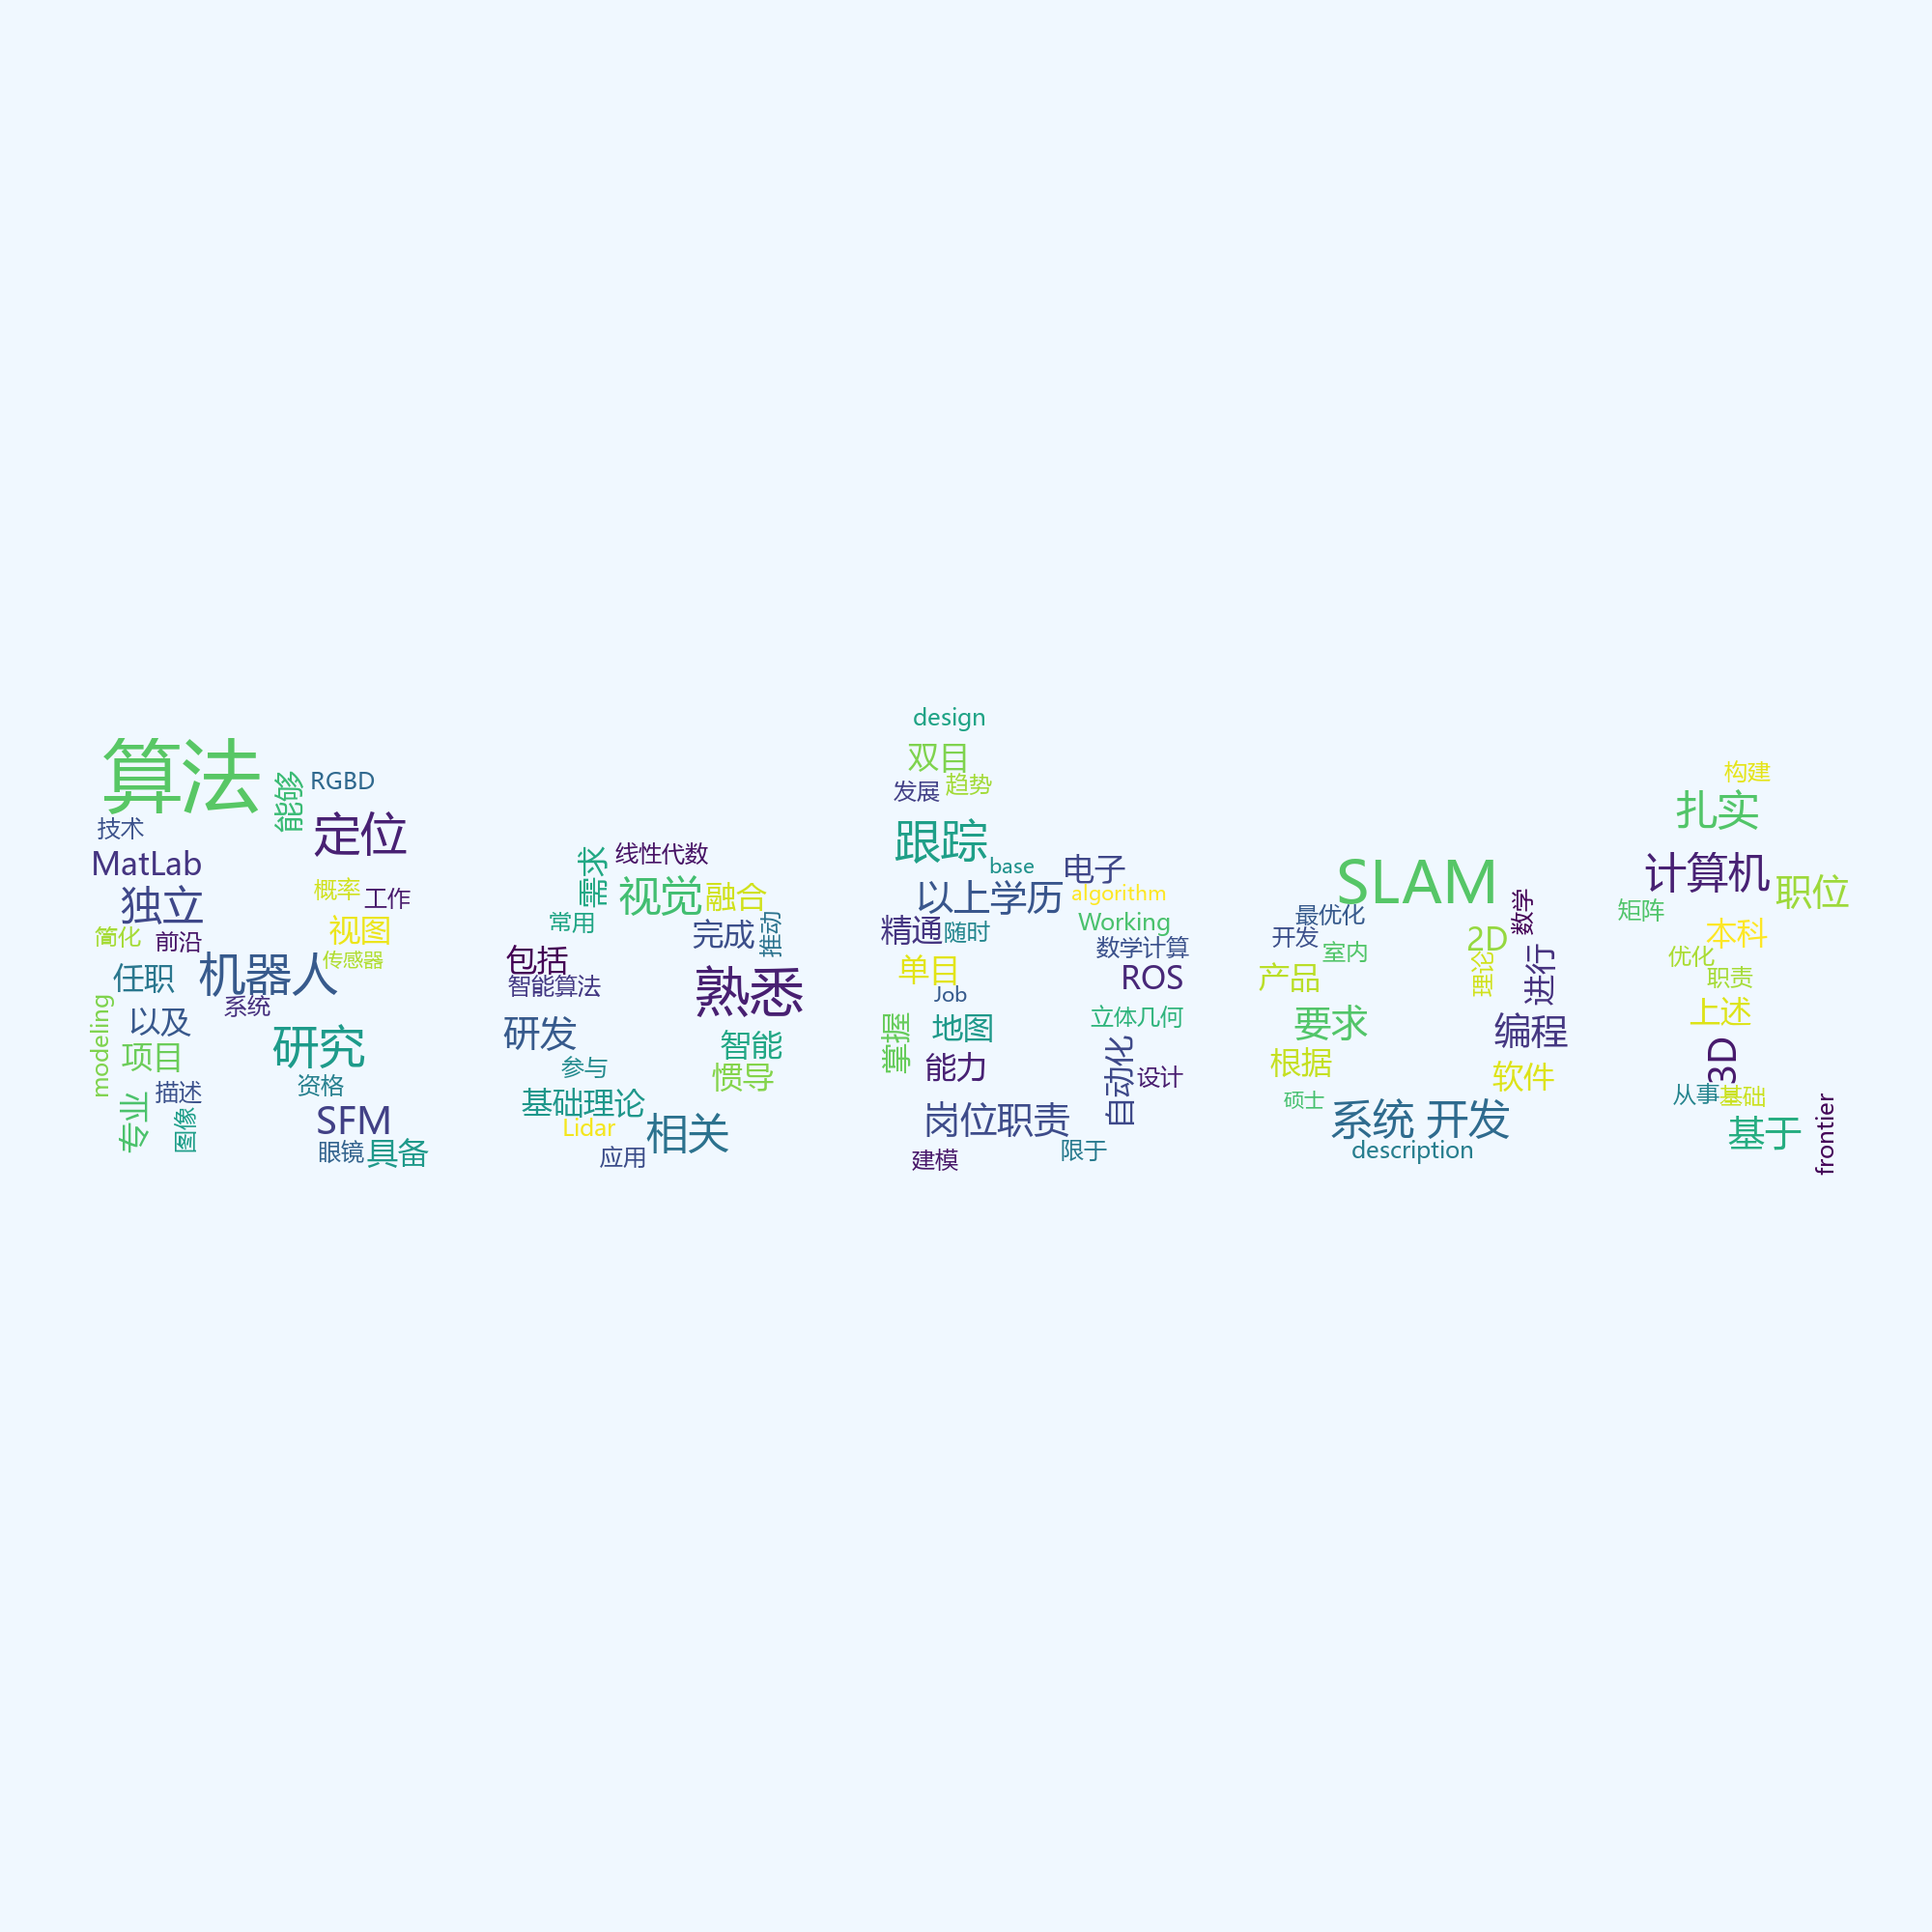 算法
能够
RGBD
技术
定位
MatLab
独立
概率
工作
视图
简化
前沿
机器人
传感器
任职
系统
modeling
以及
研究
项目
资格
描述
专业
图像
SFM
眼镜
具备
需求
线性代数
视觉
融合
常用
完成
推动
包括
智能算法
熟悉
研发
智能
参与
惯导
基础理论
Lidar
相关
应用
design
双目
发展
趋势
跟踪
base
电子
以上学历
algorithm
精通
随时
Working
数学计算
单目
ROS
Job
掌握
地图
立体几何
能力
自动化
设计
岗位职责
限于
建模
SLAM
最优化
数学
开发
室内
2D
产品
理论
进行
要求
编程
根据
软件
硕士
系统 开发
description
构建
扎实
计算机
职位
矩阵
本科
优化
职责
上述
3D
从事
基础
基于
frontier